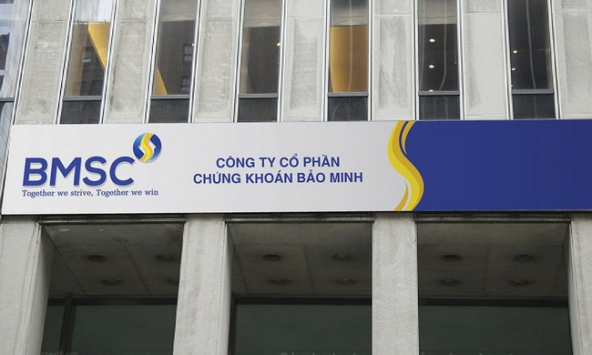 BMSC
Together we strive, Together we win
CÔNG TY CỔ PHẦN
CHỨNG KHOÁN BẢO MINH